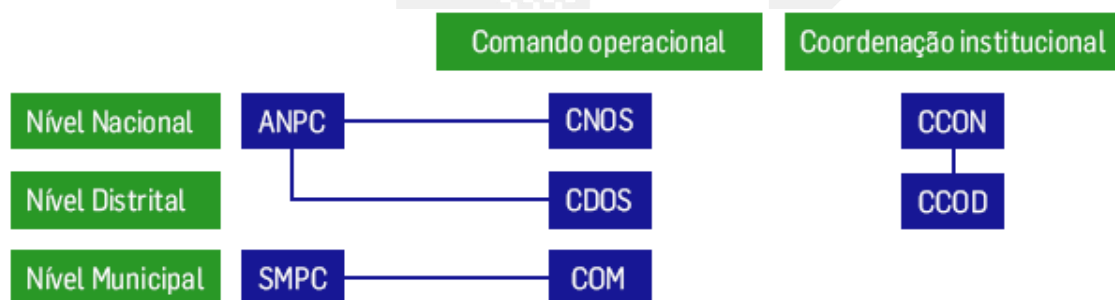 Comando operacional Coordenação institucional
Nível Nacional ANPC CNOS CCON
Nível Distrital CDOS CCOD
Nível Municipal SMPC COM